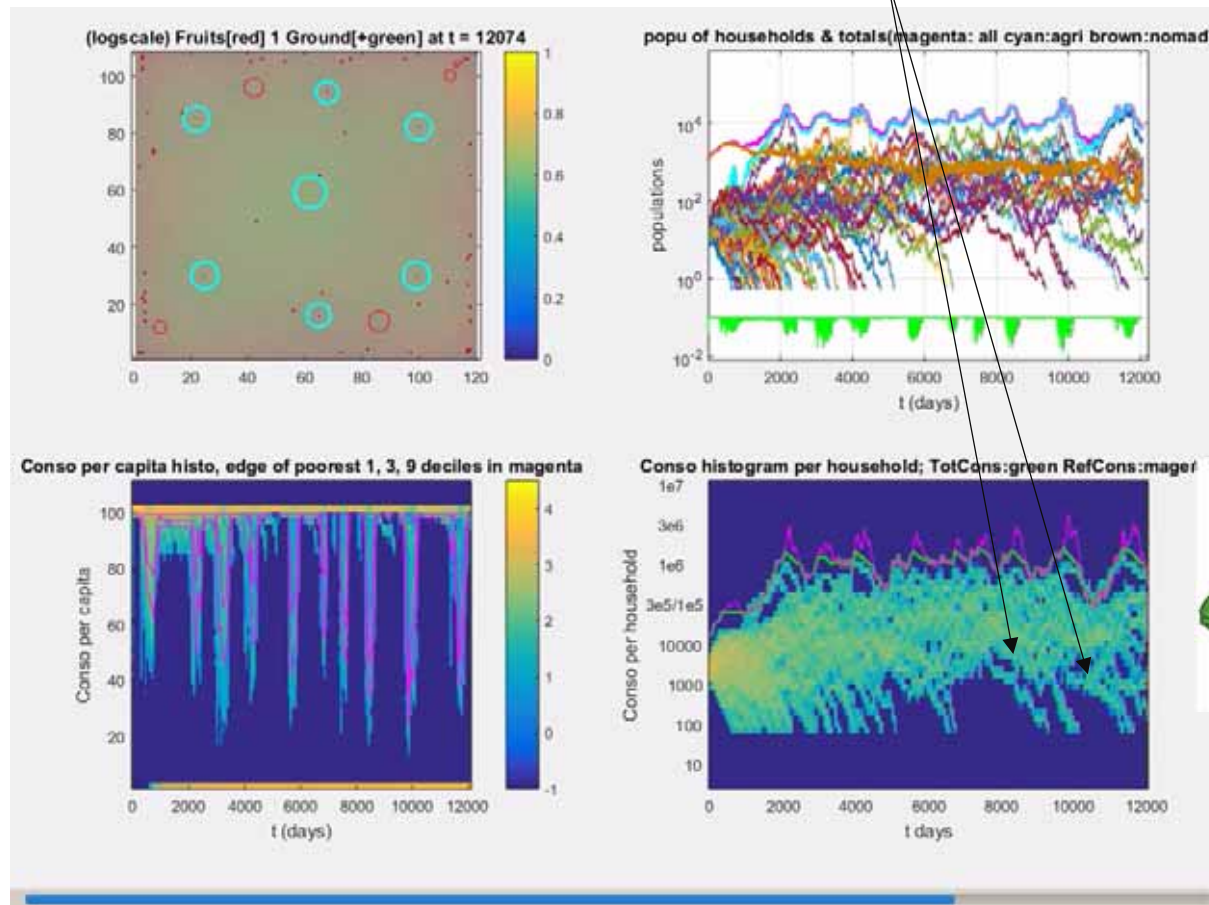 (logscale) Fruits[red] 1 Ground[+green] at t = 12074
100
80
60
40
20
0 20 40 60 80 100 120
1
0.8
0.6
0.4
0.2
0
popu of households & totals(magenta: all cyan:agri brown:nomad
populations
10^4
10^2
10^0
10^-2
0 2000 4000 6000 8000 10000 12000
t (days)
Conso per capita histo, edge of poorest 1, 3, 9 deciles in magenta
Conso per capita
100
80
60
40
20
0 2000 4000 6000 8000 10000 12000
t (days)
4
3
2
1
0
-1
Conso histogram per household; TotCons:green RefCons:mager
Conso per household
1e7
3e6
1e6
3e5/1e5
10000
1000
100
10
0 2000 4000 6000 8000 10000 12000
t days